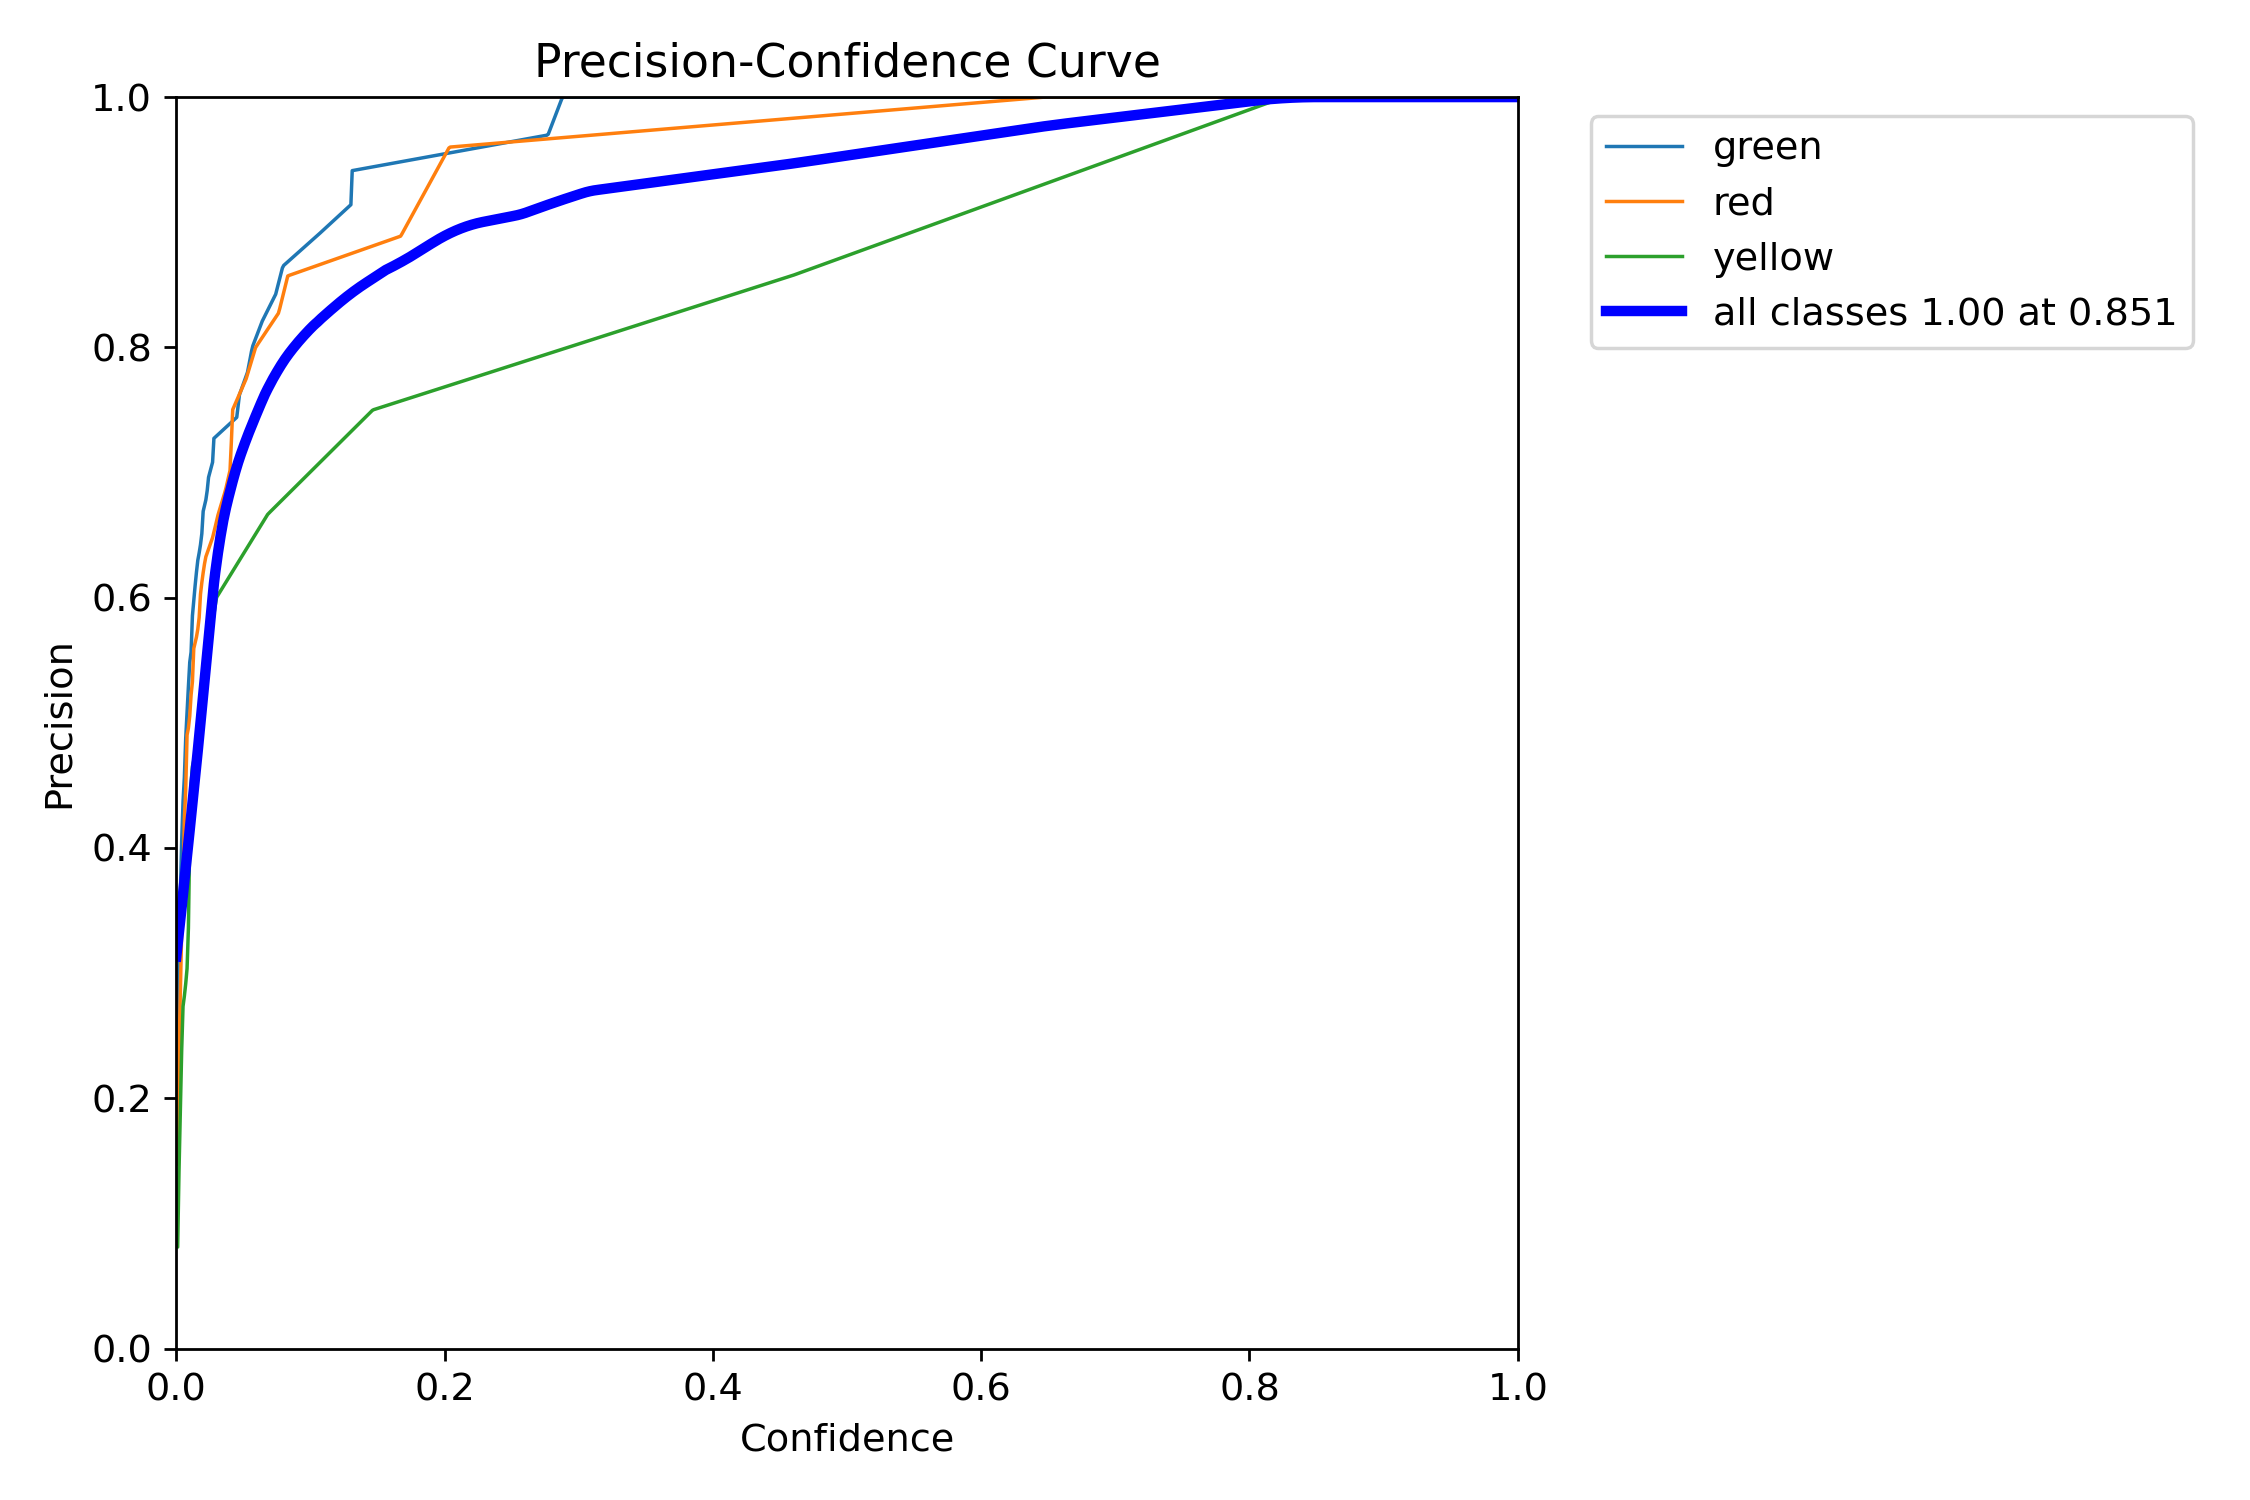 Precision-Confidence Curve
1.0
0.8
0.6
0.4
0.2
0.0
Precision
0.0 0.2 0.4 0.6 0.8 1.0
Confidence
green
red
yellow
all classes 1.00 at 0.851